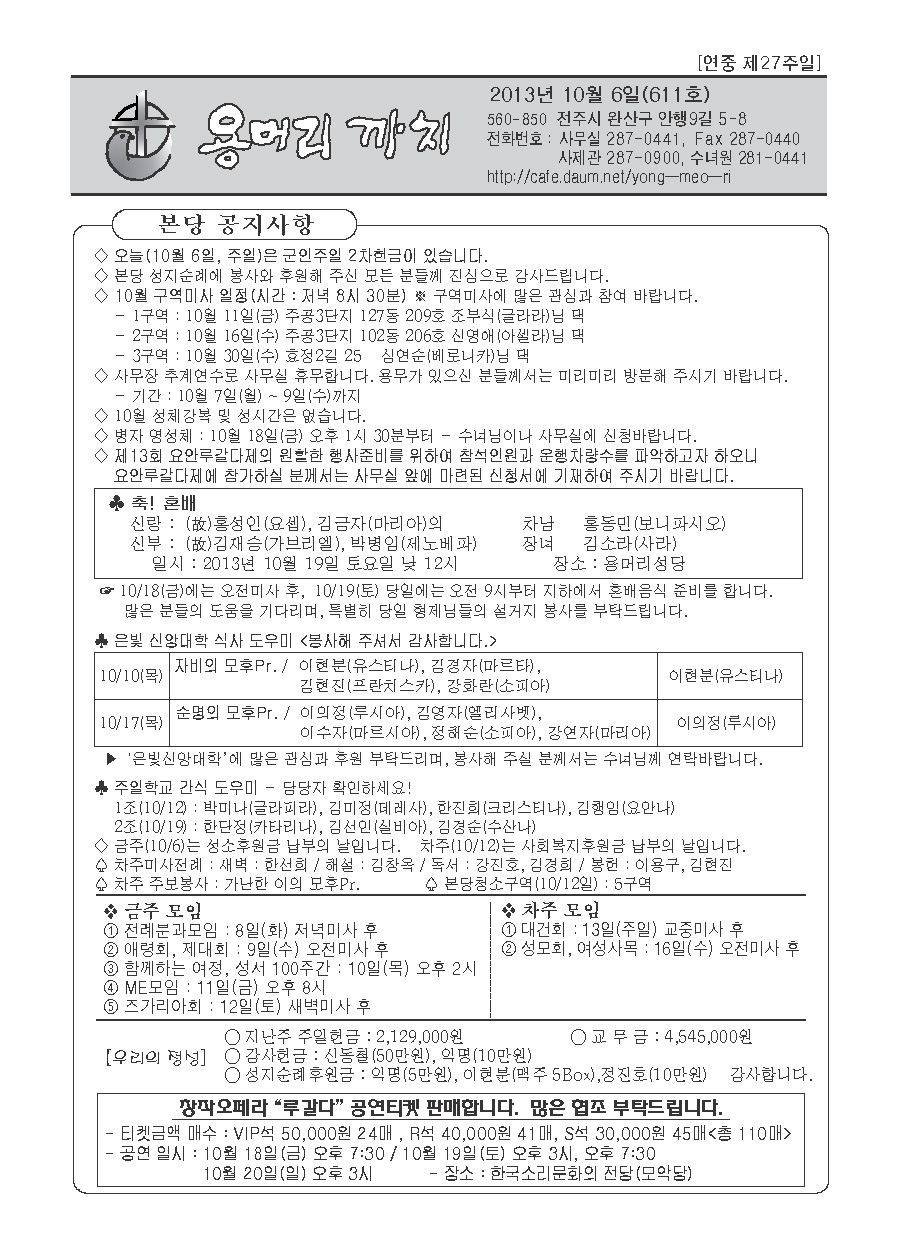 [연중 제27주일]
용머리 까치
2013년 10월 6일(611호)
560-850 전주시 완산구 안행9길 5-8
전화번호 : 사무실 287-0441, Fax 287-0440
사제관 287-0900, 수녀원 281-0441
http://cafe.daum.net/yong-meo-ri
본당 공지사항
◇ 오늘(10월 6일, 주일)은 군인주일 2차헌금이 있습니다.
◇ 본당 성지순례에 봉사와 후원해 주신 모든 분들께 진심으로 감사드립니다.
◇ 10월 구역미사 일정(시간 : 저녁 8시 30분) ※ 구역미사에 많은 관심과 참여 바랍니다.
- 1구역 : 10월 11일(금) 주공3단지 127동 209호 조부식(글라라)님 댁
- 2구역 : 10월 16일(수) 주공3단지 102동 206호 신영애(아셀라)님 댁
- 3구역 : 10월 30일(수) 효정2길 25 심연순(베로니카)님 댁
◇ 사무장 추계연수로 사무실 휴무합니다. 용무가 있으신 분들께서는 미리미리 방문해 주시기 바랍니다.
- 기간 : 10월 7일(월) ~ 9일(수)까지
◇ 10월 성체강복 및 성시간은 없습니다.
◇ 병자 영성체 : 10월 18일(금) 오후 1시 30분부터 - 수녀님이나 사무실에 신청바랍니다.
◇ 제13회 요안루갈다제의 원활한 행사준비를 위하여 참석인원과 운행차량수를 파악하고자 하오니
요안루갈다제에 참가하실 분께서는 사무실 앞에 마련된 신청서에 기재하여 주시기 바랍니다.
♣ 축! 혼배
신랑 : (故)홍성인(요셉), 김금자(마리아)의 차남 홍동민(보니파시오)
신부 : (故)김재승(가브리엘), 박병임(제노베파) 장녀 김소라(사라)
일시 : 2013년 10월 19일 토요일 낮 12시 장소 : 용머리성당
☞ 10/18(금)에는 오전미사 후, 10/19(토) 당일에는 오전 9시부터 지하에서 혼배음식 준비를 합니다.
많은 분들의 도움을 기다리며, 특별히 당일 형제님들의 설거지 봉사를 부탁드립니다.
♣ 은빛 신앙대학 식사 도우미 <봉사해 주셔서 감사합니다.>
10/10(목) 자비의 모후Pr. / 이현분(유스티나), 김경자(마르타), 김현진(프란치스카), 강화란(소피아) 이현분(유스티나)
10/17(목) 순명의 모후Pr. / 이의정(루시아), 김영자(엘리사벳), 이수자(마르시아), 정해순(소피아), 강연자(마리아) 이의정(루시아)
▶ '은빛신앙대학'에 많은 관심과 후원 부탁드리며, 봉사해 주실 분께서는 수녀님께 연락바랍니다.
♣ 주일학교 간식 도우미 - 담당자 확인하세요!
1조(10/12) : 박미나(글라피라), 김미정(데레사), 한진희(크리스티나), 김행임(요안나)
2조(10/19) : 한단정(카타리나), 김선인(실비아), 김경순(수산나)
◇ 금주(10/6)는 성소후원금 납부의 날입니다. 차주(10/12)는 사회복지후원금 납부의 날입니다.
♤ 차주미사전례 : 새벽 : 한선희 / 해설 : 김창옥 / 독서 : 강진호, 김경희 / 봉헌 : 이용구, 김현진
♤ 차주 주보봉사 : 가난한 이의 모후Pr. ♤ 본당청소구역(10/12일) : 5구역
❖ 금주 모임
① 전례분과모임 : 8일(화) 저녁미사 후
② 애령회, 제대회 : 9일(수) 오전미사 후
③ 함께하는 여정, 성서 100주간 : 10일(목) 오후 2시
④ ME모임 : 11일(금) 오후 8시
⑤ 즈가리아회 : 12일(토) 새벽미사 후
❖ 차주 모임
① 대건회 : 13일(주일) 교중미사 후
② 성모회, 여성사목 : 16일(수) 오전미사 후
[우리의 정성]
○ 지난주 주일헌금 : 2,129,000원 ○ 교 무 금 : 4,545,000원
○ 감사헌금 : 신동철(50만원), 익명(10만원)
○ 성지순례후원금 : 익명(5만원), 이현분(맥주 5Box),정진호(10만원) 감사합니다.
창작오페라 “루갈다” 공연티켓 판매합니다. 많은 협조 부탁드립니다.
- 티켓금액 매수 : VIP석 50,000원 24매 , R석 40,000원 41매, S석 30,000원 45매<총 110매>
- 공연 일시 : 10월 18일(금) 오후 7:30 / 10월 19일(토) 오후 3시, 오후 7:30
10월 20일(일) 오후 3시 - 장소 : 한국소리문화의 전당(모악당)